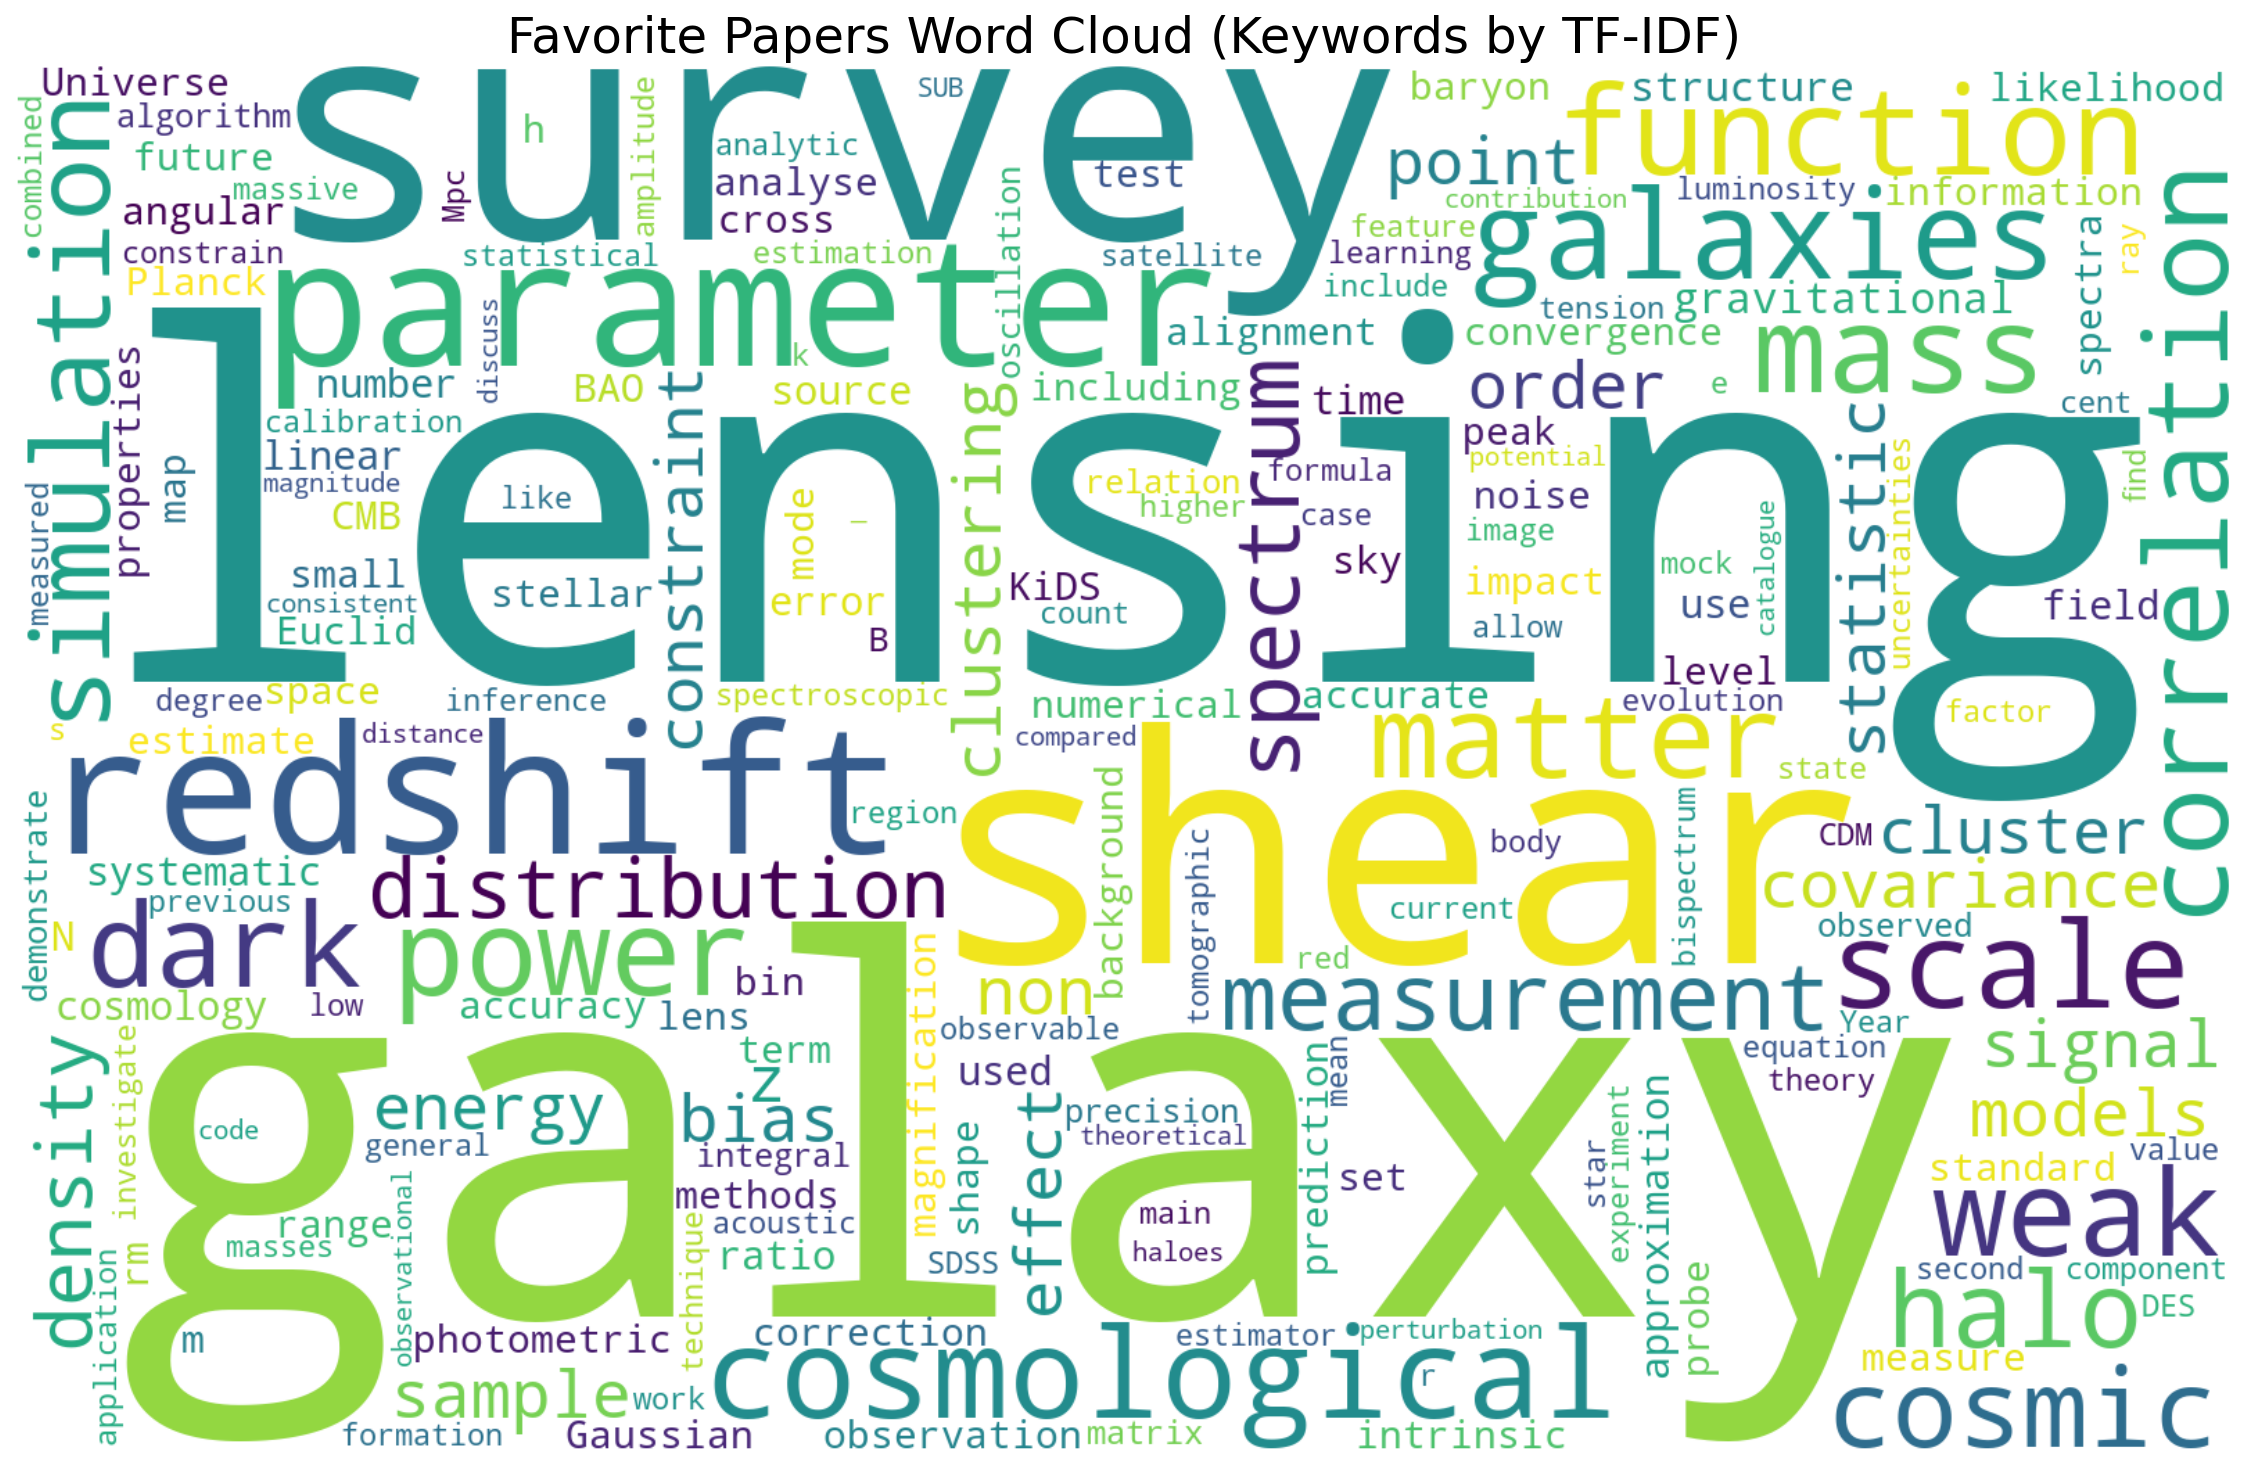 Favorite Papers Word Cloud (Keywords by TF-IDF)
Universe
survey
SUB
baryon
structure
likelihood
combined
simulation
algorithm
h
amplitude
analytic
function
future
massive
Mpc
analyse
test
point
contribution
luminosity
information
angular
cross
oscillation
feature
galaxies
spectra
ray
correlation
constrain
statistical
estimation
satellite
learning
Planck
parameter
include
tension
gravitational
discuss
k
alignment
convergence
mass
properties
number
BAO
constraint
source
clustering
including
spectrum
time
order
e
cent
calibration
lensing
peak
statistic
linear
magnitude
map
like
mode
_
relation
higher
formula
potential
uncertainties
find
measured
CMB
case
noise
image
catalogue
small
stellar
error
KiDS
sky
impact
mock
consistent
count
use
field
Euclid
B
allow
degree
space
inference
spectroscopic
numerical
accurate
level
evolution
factor
s
estimate
redshift
distance
compared
matter
state
demonstrate
region
background
shear
tomographic
body
bisp​ectrum
CDM
cluster
systematic
distribution
covariance
previous
current
observed
N
dark
power
bin
magnification
non
red
measurement
scale
cosmology
low
accuracy
lens
observable
Year
signal
density
investigate
galaxy
term
used
prediction
mean
equation
theory
code
energy
Z
bias
shape
effect
precision
theoretical
star
experiment
approximation
models
general
integral
value
range
masses
observational
methods
set
standard
weak
rm
acoustic
main
application
technique
ratio
SDSS
haloes
probe
second
component
halo
DES
m
photometric
correction
estimator
perturbation
measure
sample
work
cosmological
r
cosmic
formation
Gaussian
observation
matrix
intrinsic